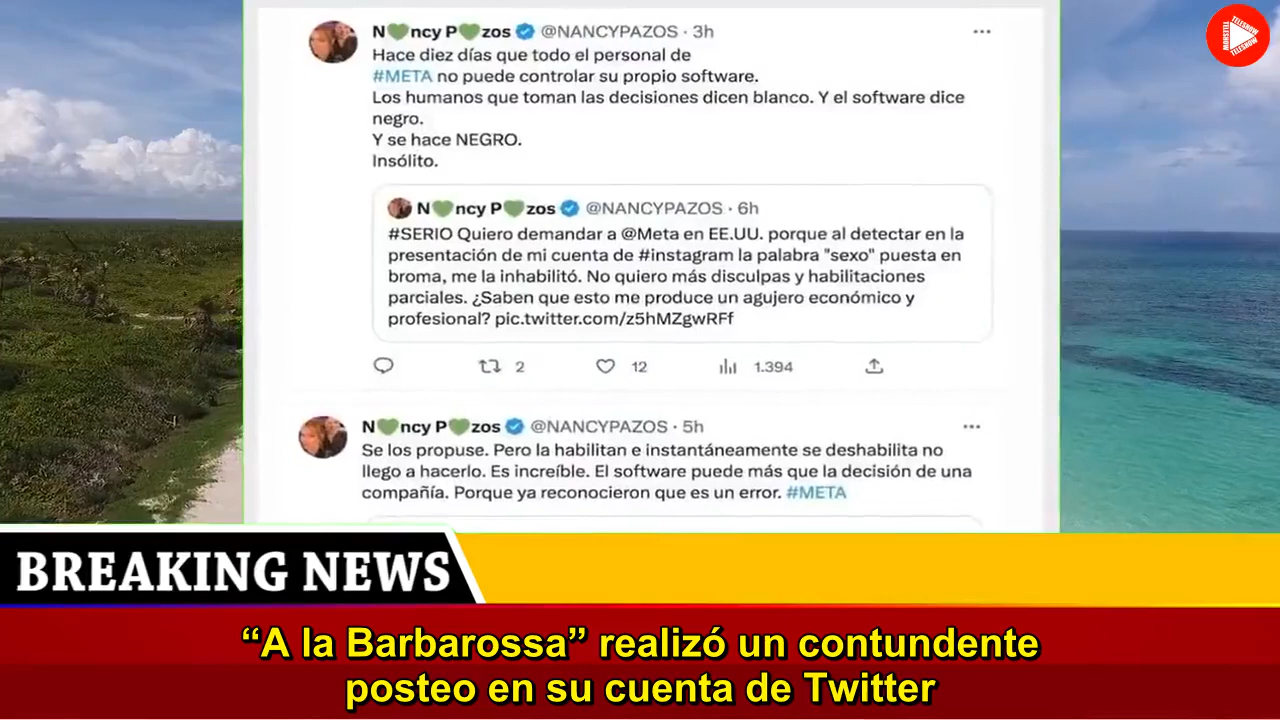 N💚ncy P💚zos @NANCYPAZOS · 3h
Hace diez días que todo el personal de
#META no puede controlar su propio software.
Los humanos que toman las decisiones dicen blanco. Y el software dice
negro.
Y se hace NEGRO.
Insólito.
N💚ncy P💚zos @NANCYPAZOS · 6h
#SERIO Quiero demandar a @Meta en EE.UU. porque al detectar en la
presentación de mi cuenta de #instagram la palabra "sexo" puesta en
broma, me la inhabilitó. No quiero más disculpas y habilitaciones
parciales. ¿Saben que esto me produce un agujero económico y
profesional? pic.twitter.com/z5hMZgwRFf
2 12 1.394
N💚ncy P💚zos @NANCYPAZOS · 5h
Se los propuse. Pero la habilitan e instantáneamente se deshabilita no
llego a hacerlo. Es increíble. El software puede más que la decisión de una
compañía. Porque ya reconocieron que es un error. #META
TELESHOW
TELESHOW
TELESHOW
BREAKING NEWS
“A la Barbarossa” realizó un contundente
posteo en su cuenta de Twitter